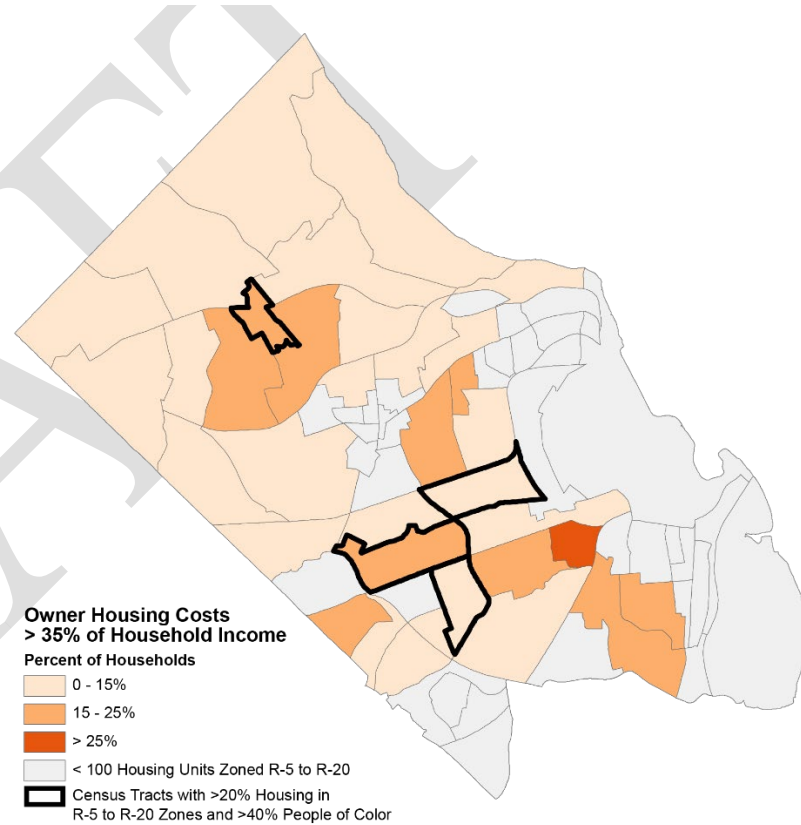 Owner Housing Costs
> 35% of Household Income
Percent of Households
0 - 15%
15 - 25%
> 25%
< 100 Housing Units Zoned R-5 to R-20
Census Tracts with >20% Housing in
R-5 to R-20 Zones and >40% People of Color